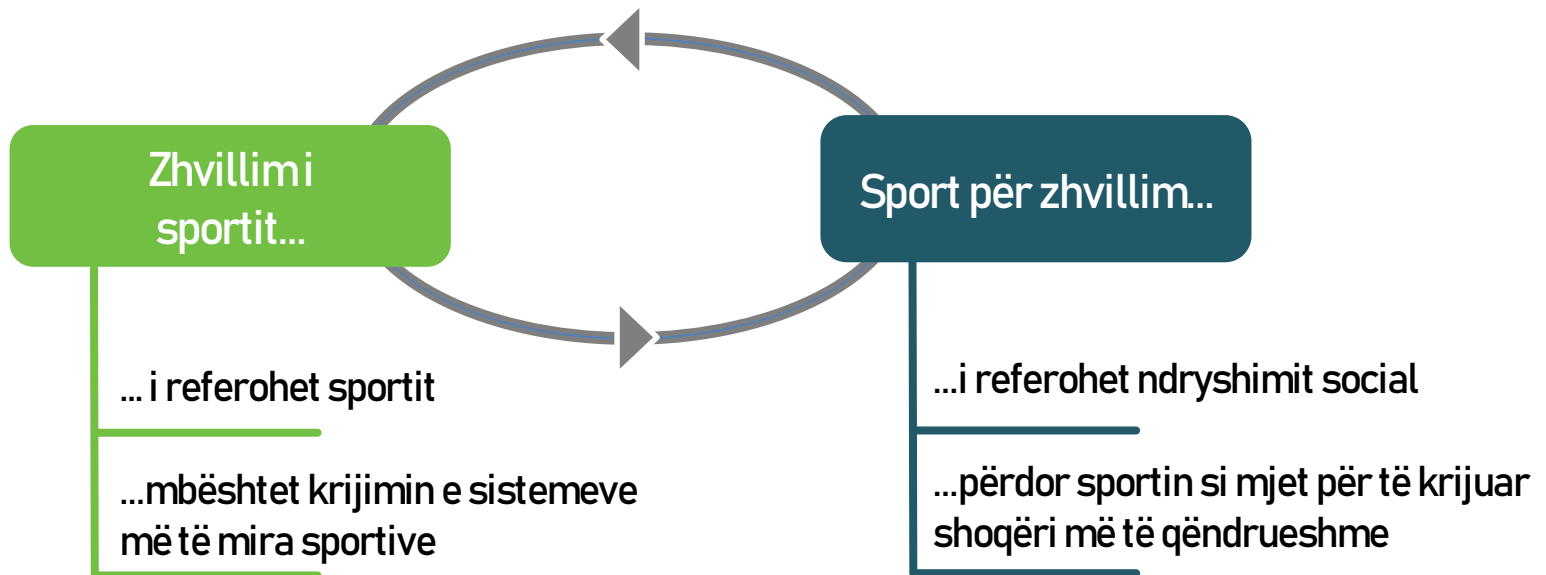 Zhvillim i
sportit...
Sport për zhvillim...
... i referohet sportit
...mbështet krijimin e sistemeve
më të mira sportive
...i referohet ndryshimit social
...përdor sportin si mjet për të krijuar
shoqëri më të qëndrueshme